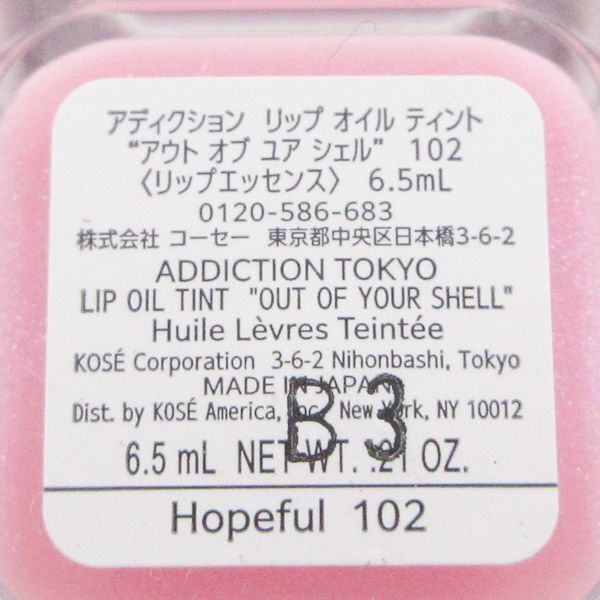 アディクション リップ オイル ティント
“アウト オブ ユア シェル” 102
〈リップエッセンス〉 6.5mL
0120-586-683
株式会社 コーセー 東京都中央区日本橋3-6-2
ADDICTION TOKYO
LIP OIL TINT "OUT OF YOUR SHELL"
Huile Lèvres Teintée
KOSÉ Corporation 3-6-2 Nihonbashi, Tokyo
MADE IN JAPAN
Dist. by KOSÉ America, Inc. New York, NY 10012
B3
6.5 mL NET WT. .21 OZ.
Hopeful 102